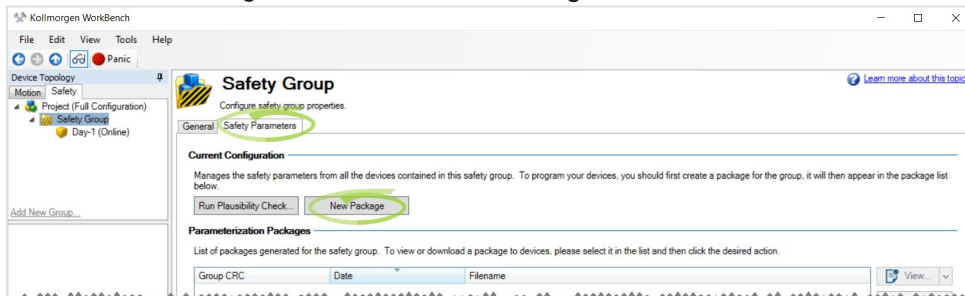 Kollmorgen WorkBench
File Edit View Tools Help
Panic
Device Topology
Motion Safety
Project (Full Configuration)
Safety Group
Day-1 (Online)
Add New Group...
Safety Group
Configure safety group properties.
Learn more about this topic
General Safety Parameters
Current Configuration
Manages the safety parameters from all the devices contained in this safety group. To program your devices, you should first create a package for the group, it will then appear in the package list
below.
Run Plausibility Check... New Package
Parameterization Packages
List of packages generated for the safety group. To view or download a package to devices, please select it in the list and then click the desired action.
Group CRC Date Filename
View...